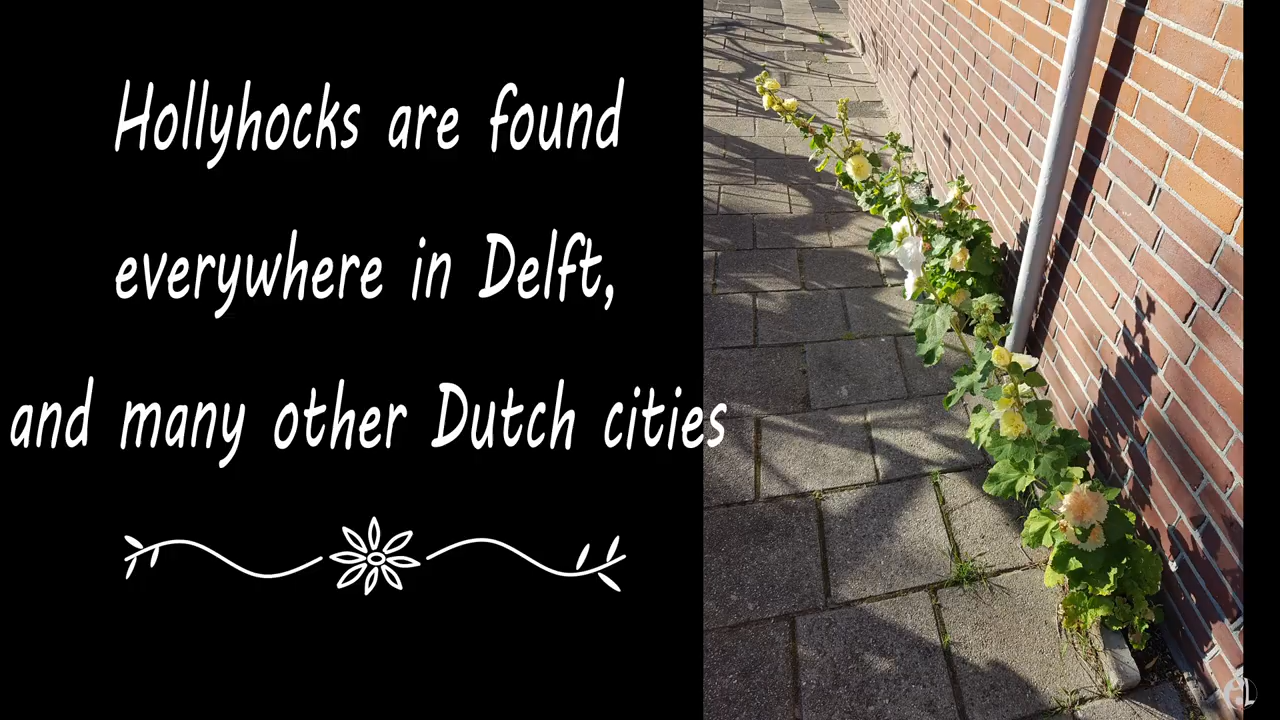 Hollyhocks are found
everywhere in Delft,
and many other Dutch cities